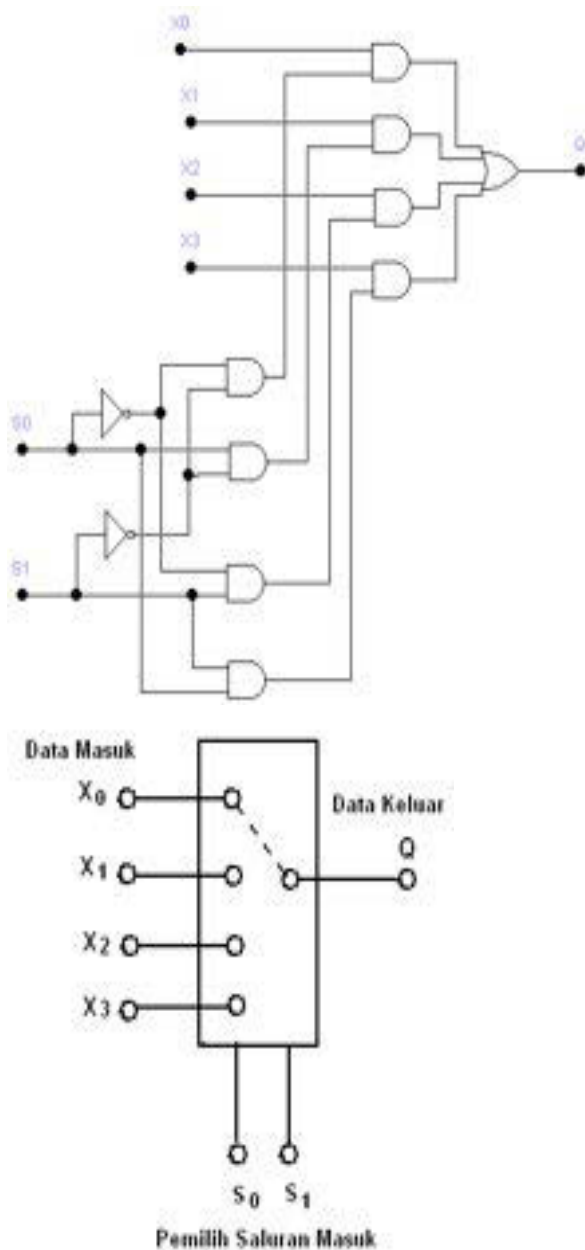 X0
X1
Q
X2
X3
S0
S1
Data Masuk
X0
Data Keluar
Q
X1
X2
X3
S0 S1
Pemilih Saluran Masuk